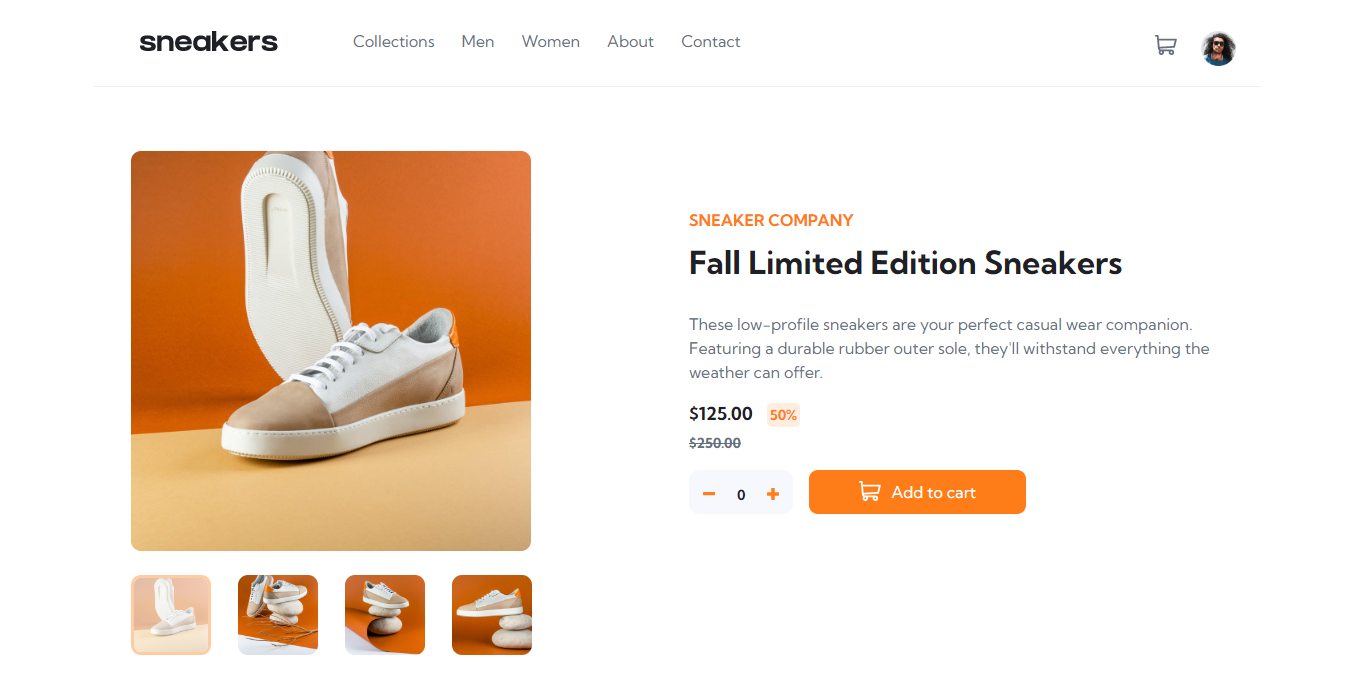 sneakers
Collections Men Women About Contact
SNEAKER COMPANY
Fall Limited Edition Sneakers
These low-profile sneakers are your perfect casual wear companion.
Featuring a durable rubber outer sole, they'll withstand everything the
weather can offer.
$125.00 50%
$250.00
0 Add to cart